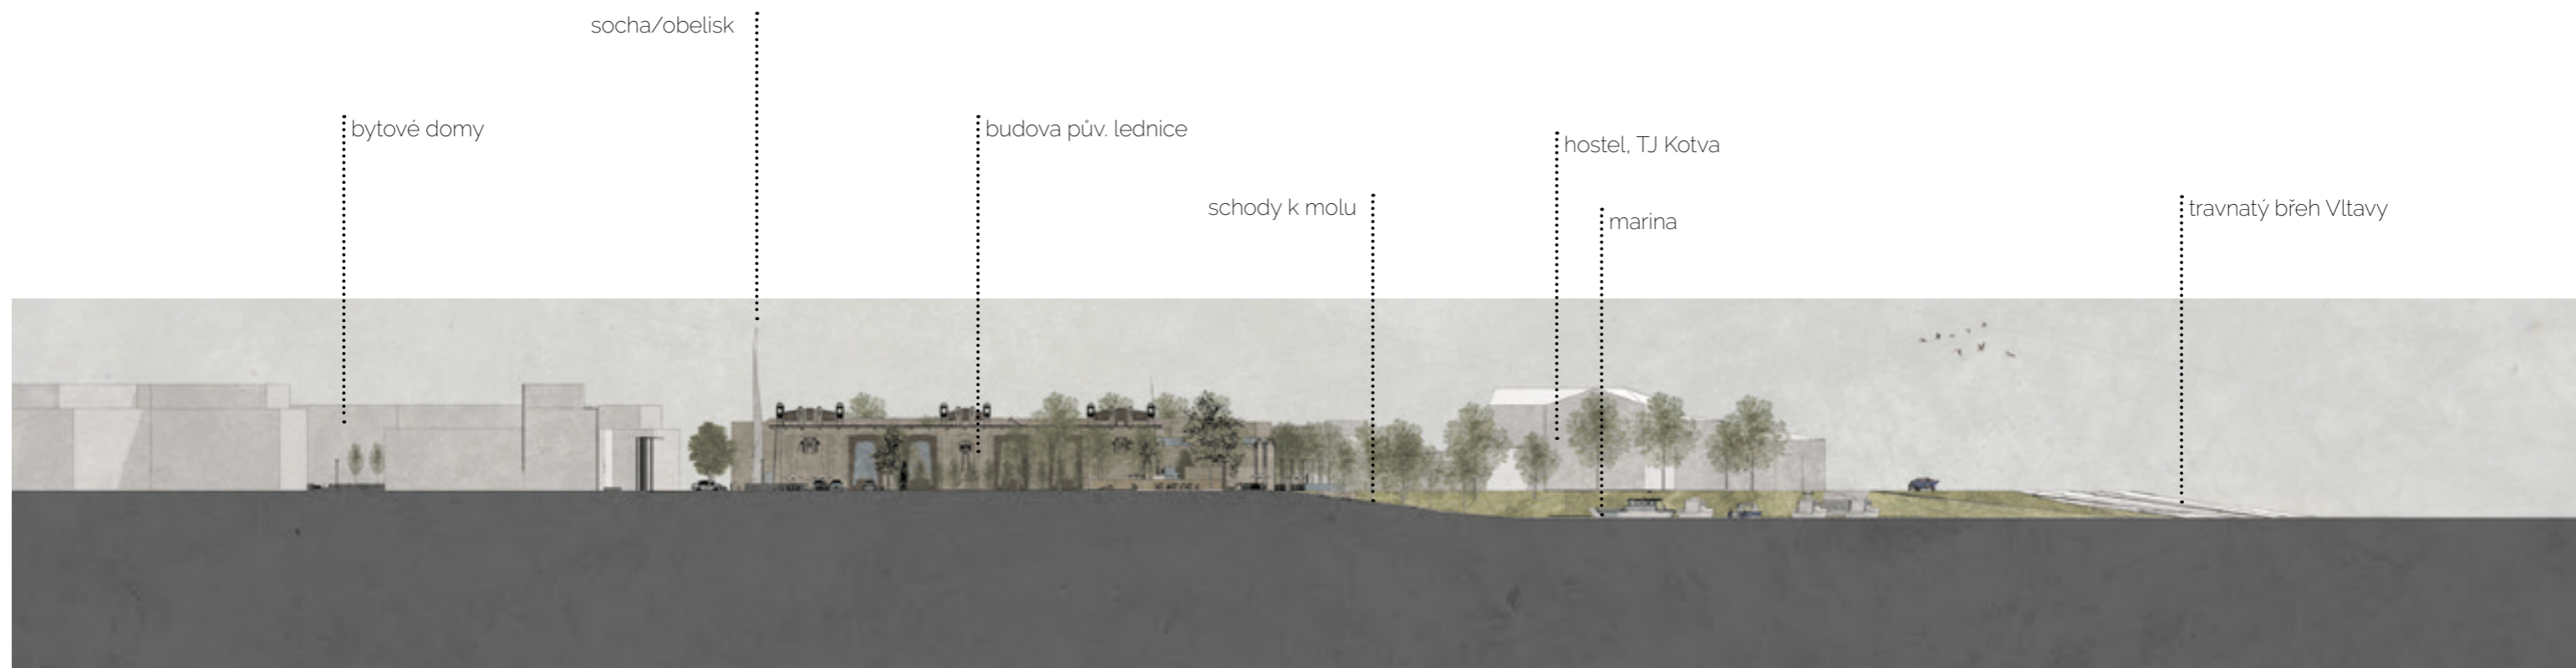 socha/obelisk
bytové domy
budova pův. lednice
hostel, TJ Kotva
schody k molu
marina
travnatý břeh Vltavy